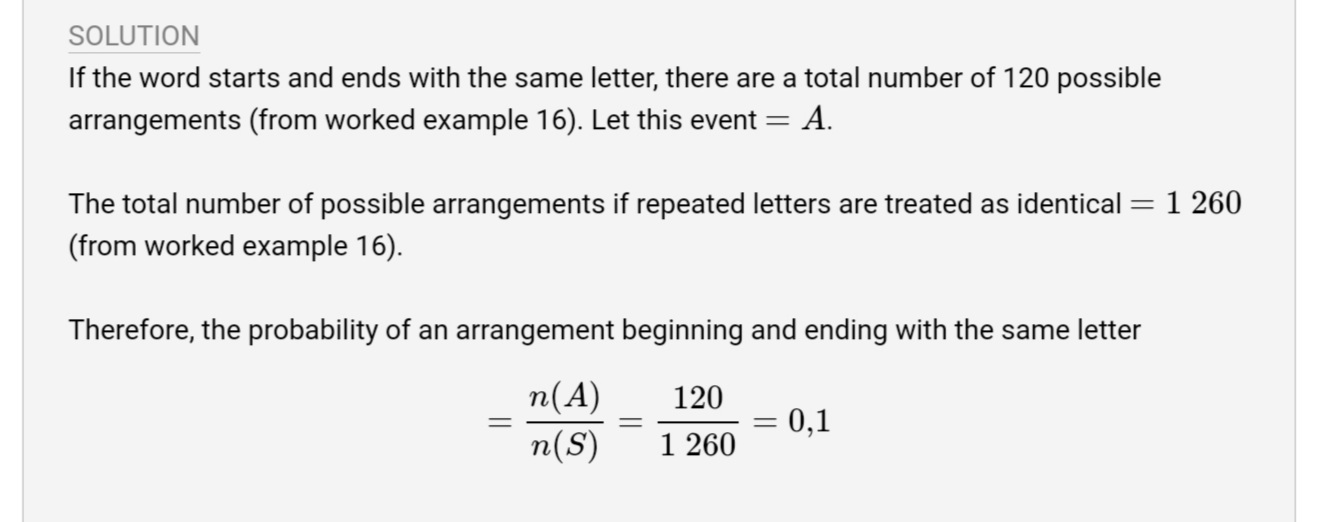 SOLUTION
If the word starts and ends with the same letter, there are a total number of 120 possible
arrangements (from worked example 16). Let this event = A.
The total number of possible arrangements if repeated letters are treated as identical = 1 260
(from worked example 16).
Therefore, the probability of an arrangement beginning and ending with the same letter
= n(A)/n(S) = 120/1 260 = 0,1